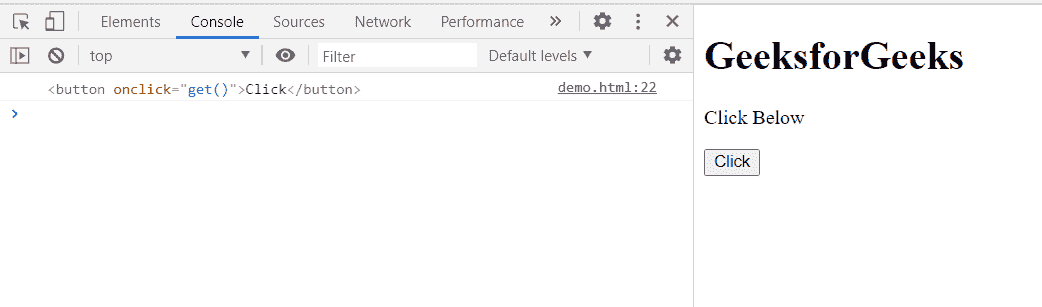 Elements Console Sources Network Performance »
top Filter Default levels
<button onclick="get()">Click</button> demo.html:22
GeeksforGeeks
Click Below
Click